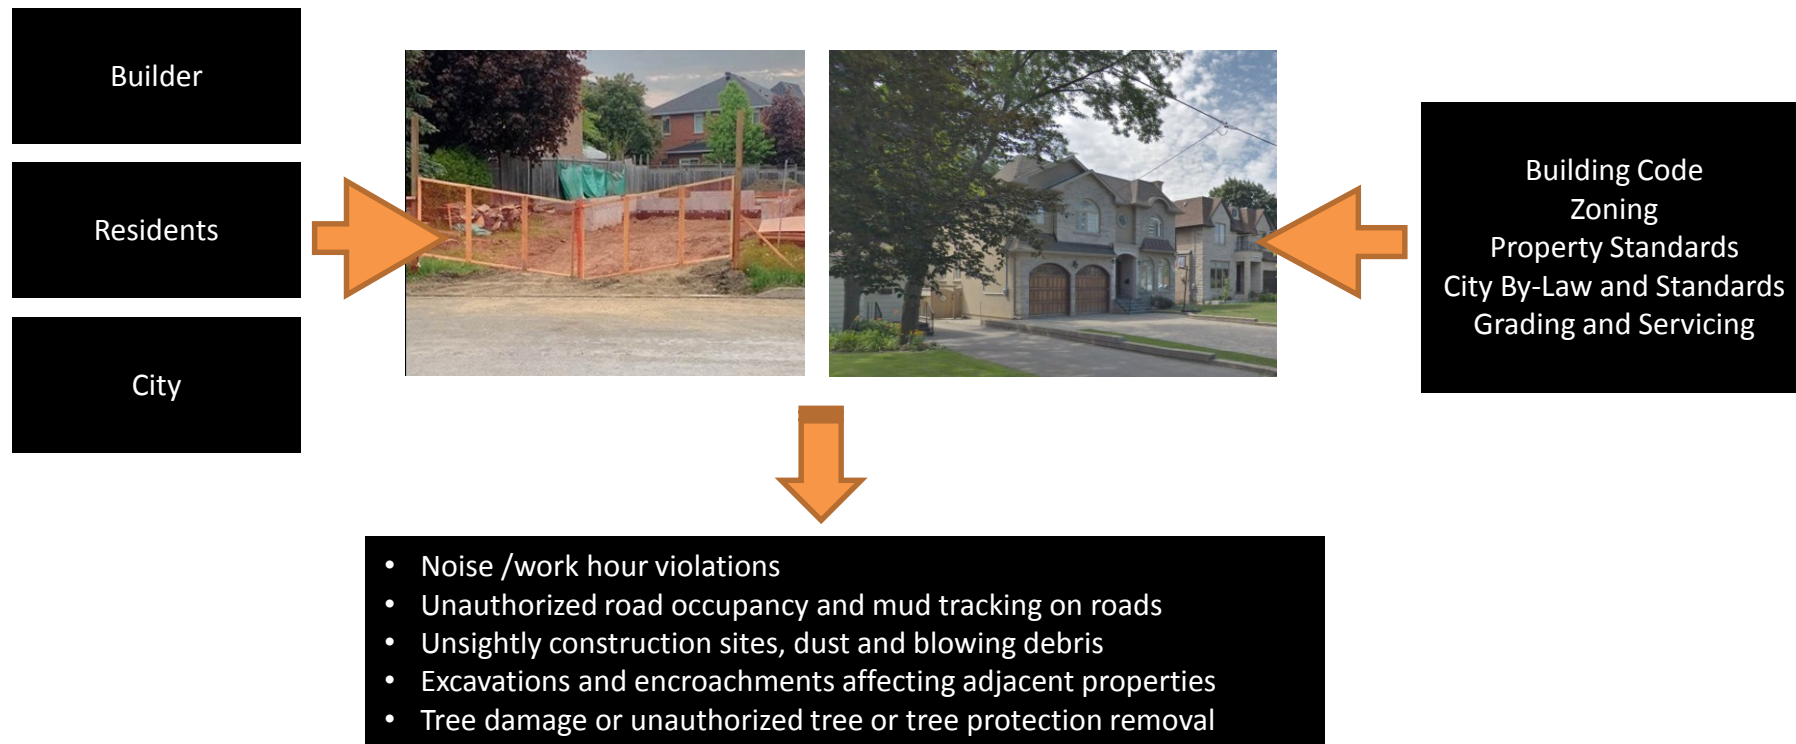 Builder
Residents
City
Building Code
Zoning
Property Standards
City By-Law and Standards
Grading and Servicing
• Noise /work hour violations
• Unauthorized road occupancy and mud tracking on roads
• Unsightly construction sites, dust and blowing debris
• Excavations and encroachments affecting adjacent properties
• Tree damage or unauthorized tree or tree protection removal